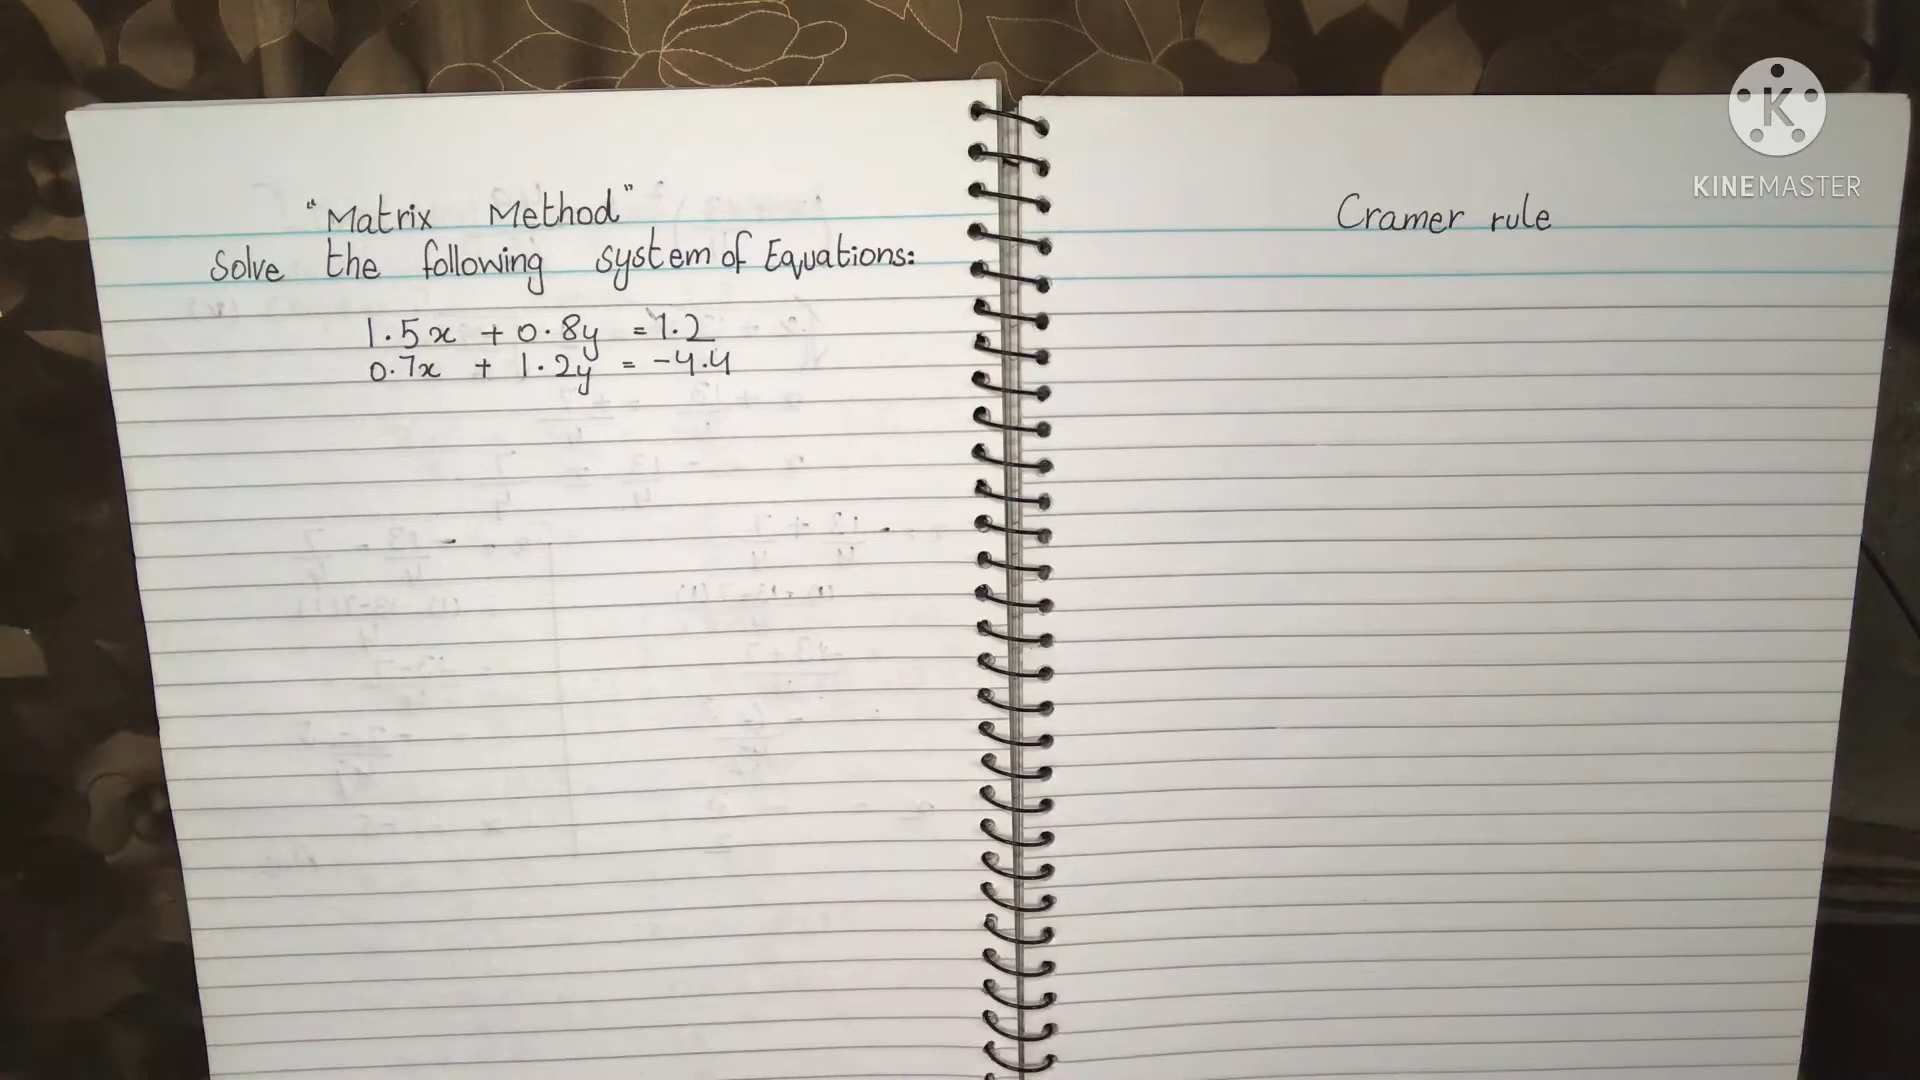 "Matrix Method"
Solve the following system of Equations:
1.5x + 0.8y = 1.2
0.7x + 1.2y = -4.4
Cramer rule
K
KINEMASTER